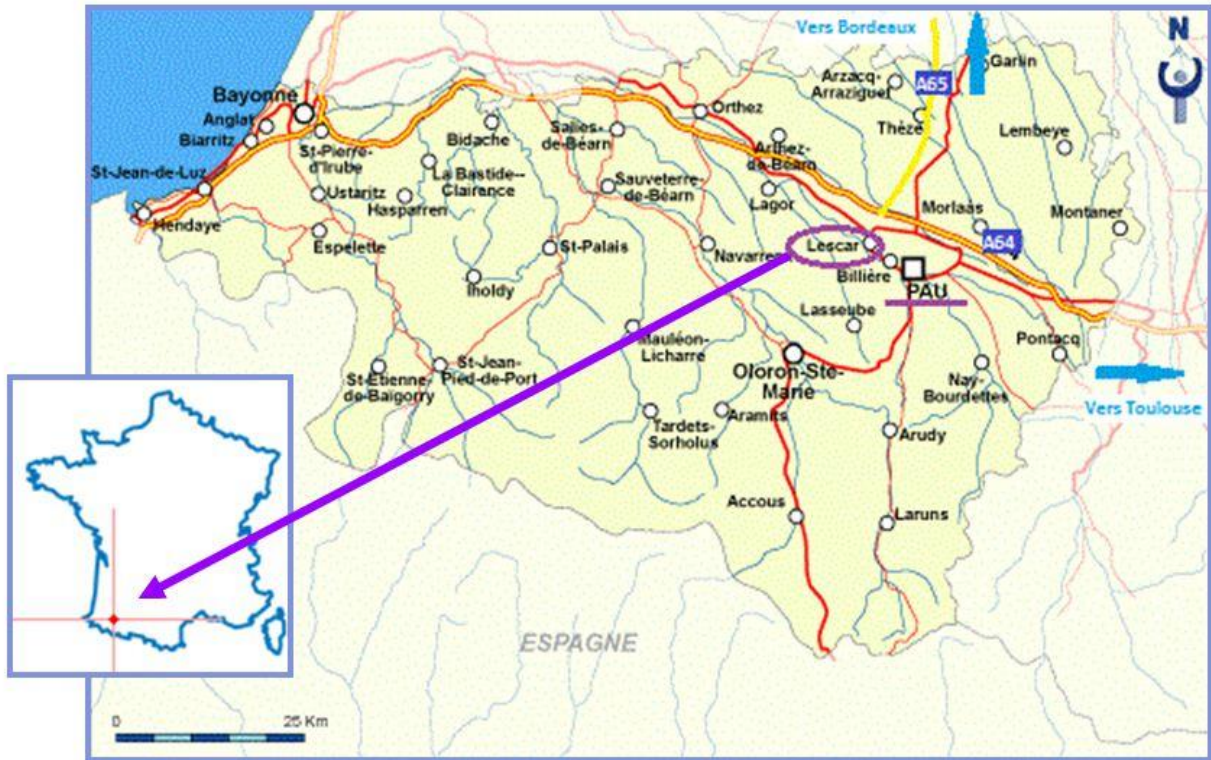 Vers Bordeaux
N
Garlin
A65
Arzacq-
Arraziguet
Thèze
Bayonne
Anglat
Biarritz
St-Pierre-
d'Irube
Bidache
Salies-
de-Béarn
Orthez
Arthez-
de-Béarn
Lembeye
St-Jean-de-Luz
La Bastide--
Clairence
Ustaritz
Hasparren
Sauveterre-
de-Béarn
Lagor
Morlaàs
Montaner
Hendaye
Espelette
St-Palais
Navarren
Lescar
A64
Billière
PAU
Iholdy
Lasseube
Mauléon-
Licharre
Pontacq
St-Jean-
Pied-de-Port
St-Etienne-
de-Baïgorry
Oloron-Ste-
Marie
Nay-
Bourdettes
Vers Toulouse
Tardets-
Sorholus
Aramits
Arudy
Accous
Laruns
ESPAGNE
0 25 Km